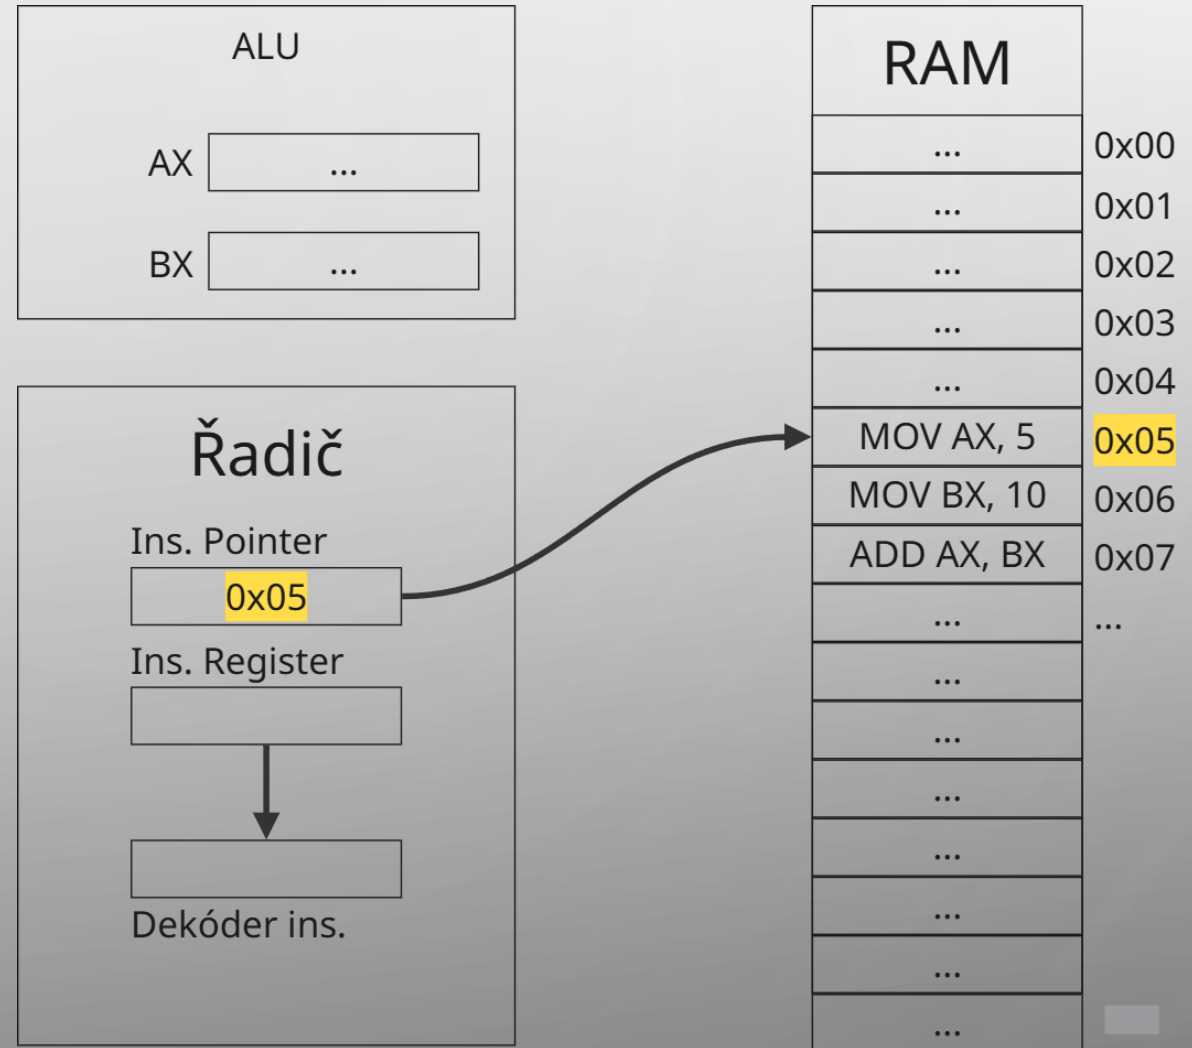 ALU
AX
...
BX
...
Řadič
Ins. Pointer
0x05
Ins. Register
Dekóder ins.
RAM
... 0x00
... 0x01
... 0x02
... 0x03
... 0x04
MOV AX, 5 0x05
MOV BX, 10 0x06
ADD AX, BX 0x07
... ...
...
...
...
...
...
...
...